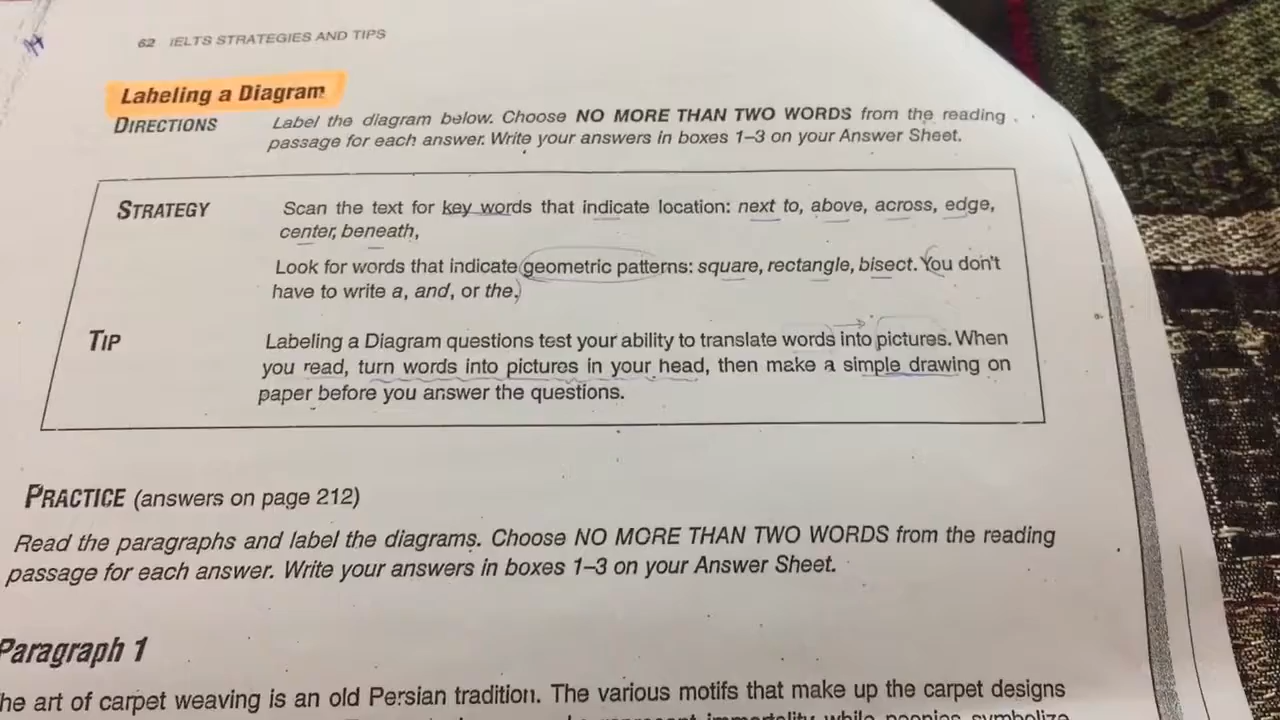 62 IELTS STRATEGIES AND TIPS
Labeling a Diagram
DIRECTIONS Label the diagram below. Choose NO MORE THAN TWO WORDS from the reading
passage for each answer. Write your answers in boxes 1–3 on your Answer Sheet.
STRATEGY Scan the text for key words that indicate location: next to, above, across, edge,
center, beneath,
Look for words that indicate geometric patterns: square, rectangle, bisect. You don't
have to write a, and, or the.
TIP Labeling a Diagram questions test your ability to translate words into pictures. When
you read, turn words into pictures in your head, then make a simple drawing on
paper before you answer the questions.
PRACTICE (answers on page 212)
Read the paragraphs and label the diagrams. Choose NO MORE THAN TWO WORDS from the reading
passage for each answer. Write your answers in boxes 1–3 on your Answer Sheet.
Paragraph 1
he art of carpet weaving is an old Persian tradition. The various motifs that make up the carpet designs
represent immortality while peonies symbolize